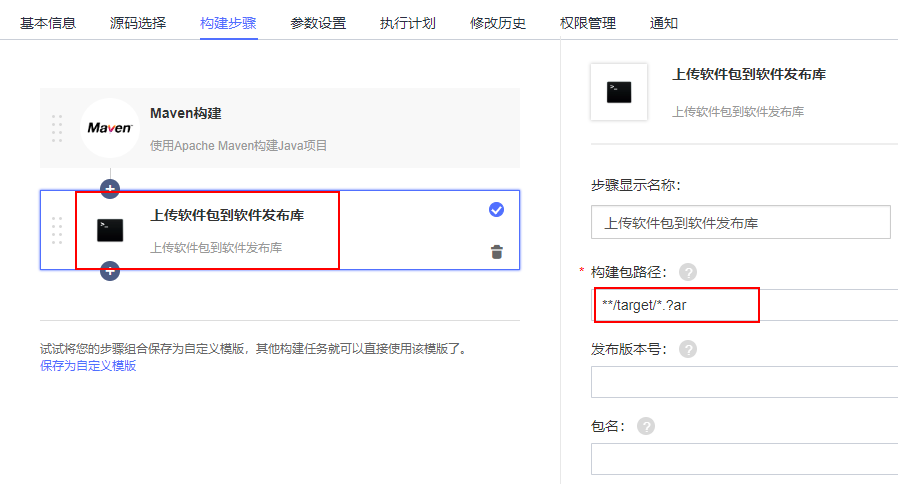 基本信息 源码选择 构建步骤 参数设置 执行计划 修改历史 权限管理 通知
Maven
Maven构建
使用Apache Maven构建Java项目
上传软件包到软件发布库
上传软件包到软件发布库
试试将您的步骤组合保存为自定义模版，其他构建任务就可以直接使用该模版了。
保存为自定义模版
上传软件包到软件发布库
上传软件包到软件发布库
步骤显示名称：
上传软件包到软件发布库
* 构建包路径： ?
**/target/*.?ar
发布版本号： ?
包名： ?